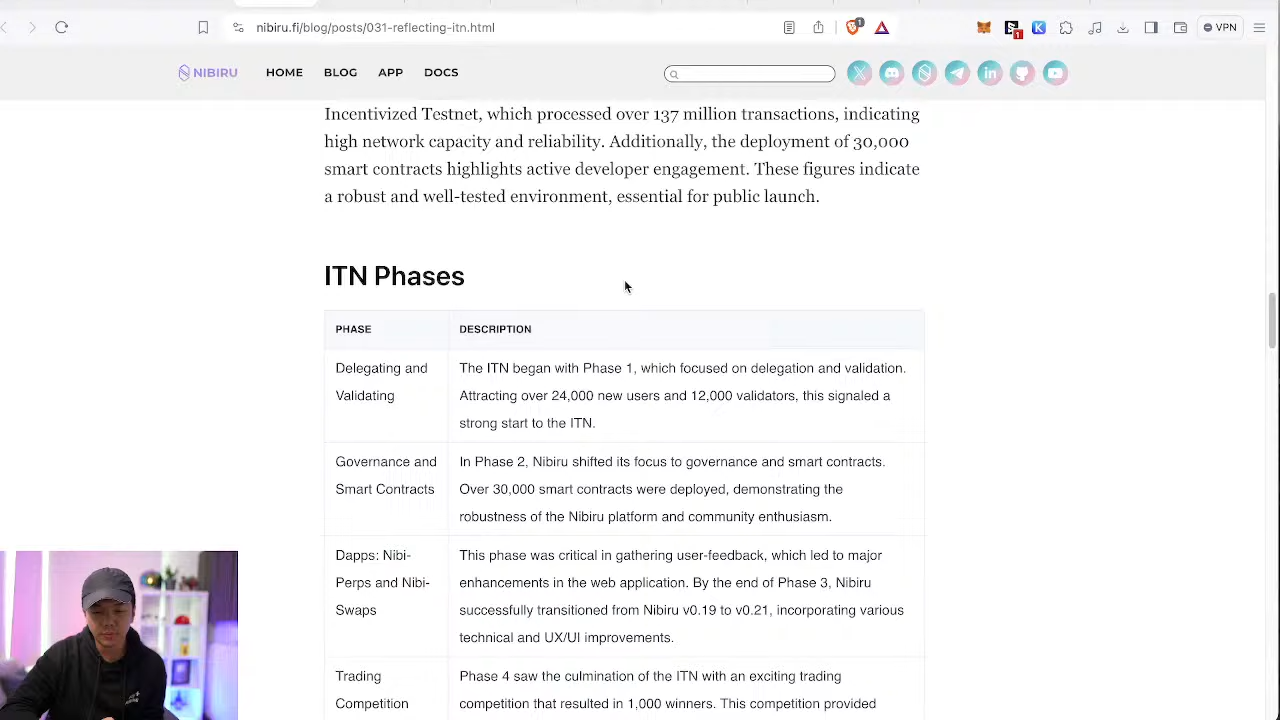 nibiru.fi/blog/posts/031-reflecting-itn.html
1
1
VPN
NIBIRU
HOME
BLOG
APP
DOCS
Incentivized Testnet, which processed over 137 million transactions, indicating
high network capacity and reliability. Additionally, the deployment of 30,000
smart contracts highlights active developer engagement. These figures indicate
a robust and well-tested environment, essential for public launch.
ITN Phases
PHASE
DESCRIPTION
Delegating and
Validating
The ITN began with Phase 1, which focused on delegation and validation.
Attracting over 24,000 new users and 12,000 validators, this signaled a
strong start to the ITN.
Governance and
Smart Contracts
In Phase 2, Nibiru shifted its focus to governance and smart contracts.
Over 30,000 smart contracts were deployed, demonstrating the
robustness of the Nibiru platform and community enthusiasm.
Dapps: Nibi-
Perps and Nibi-
Swaps
This phase was critical in gathering user-feedback, which led to major
enhancements in the web application. By the end of Phase 3, Nibiru
successfully transitioned from Nibiru v0.19 to v0.21, incorporating various
technical and UX/UI improvements.
Trading
Competition
Phase 4 saw the culmination of the ITN with an exciting trading
competition that resulted in 1,000 winners. This competition provided